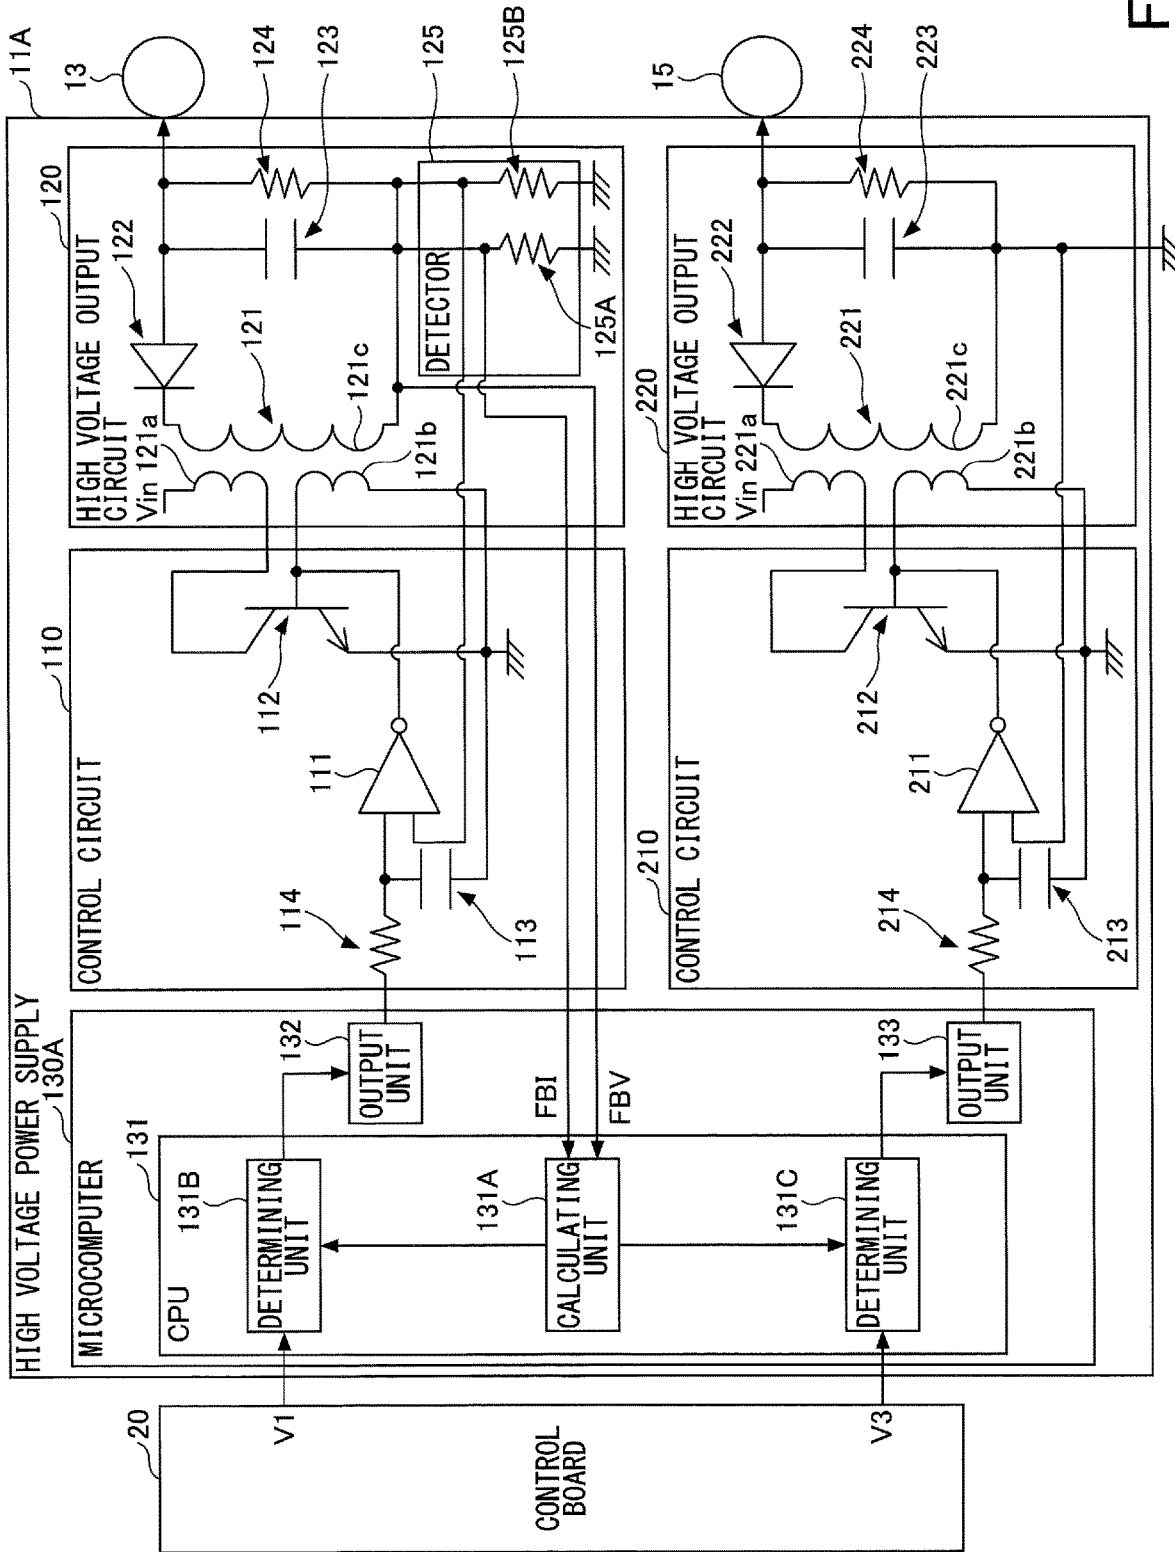 F
11A
HIGH VOLTAGE POWER SUPPLY
130A
MICROCOMPUTER
131
CPU
131B
DETERMINING
UNIT
131A
CALCULATING
UNIT
131C
DETERMINING
UNIT
132
OUTPUT
UNIT
133
OUTPUT
UNIT
FBI
FBV
20
CONTROL
BOARD
V1
V3
110
CONTROL CIRCUIT
114
113
111
112
120
HIGH VOLTAGE OUTPUT
CIRCUIT
Vin
121a
121
121b
121c
122
123
124
13
DETECTOR
125
125A
125B
210
CONTROL CIRCUIT
214
213
211
212
220
HIGH VOLTAGE OUTPUT
CIRCUIT
Vin
221a
221
221b
221c
222
223
224
15